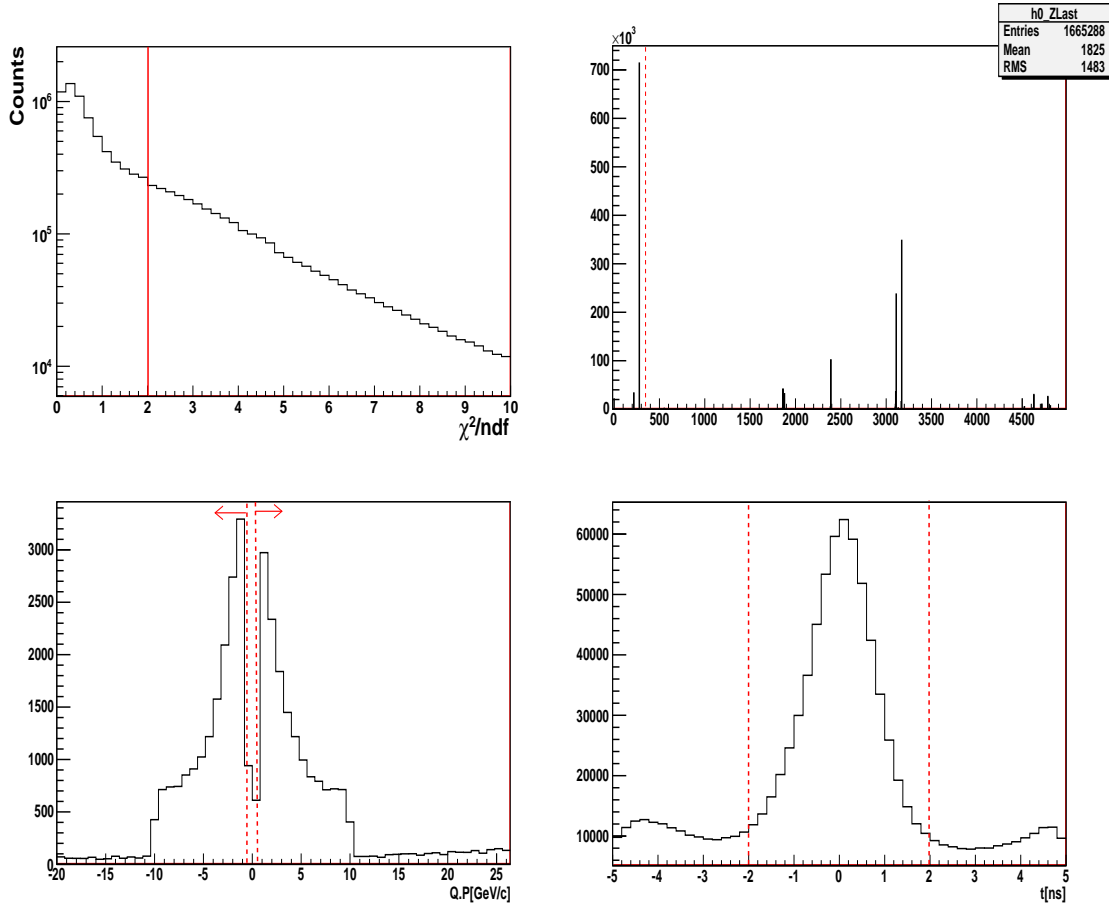 h0_ZLast
Entries 1665288
Mean 1825
RMS 1483
Counts
10^6
10^5
10^4
0 1 2 3 4 5 6 7 8 9 10
χ²/ndf
×10^3
700
600
500
400
300
200
100
0
0 500 1000 1500 2000 2500 3000 3500 4000 4500
3000
2500
2000
1500
1000
500
0
-20 -15 -10 -5 0 5 10 15 20 25
Q.P[GeV/c]
60000
50000
40000
30000
20000
10000
-5 -4 -3 -2 -1 0 1 2 3 4 5
t[ns]